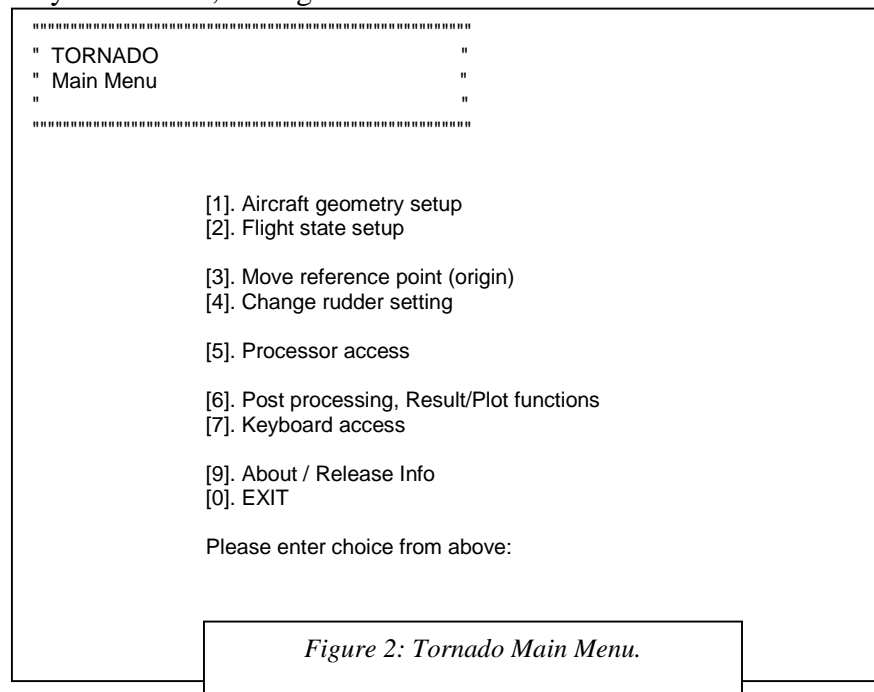 """"""""""""""""""""""""""""""""""""""""""""""""""""""""""
" TORNADO "
" Main Menu "
" "
""""""""""""""""""""""""""""""""""""""""""""""""""""""""""
[1]. Aircraft geometry setup
[2]. Flight state setup
[3]. Move reference point (origin)
[4]. Change rudder setting
[5]. Processor access
[6]. Post processing, Result/Plot functions
[7]. Keyboard access
[9]. About / Release Info
[0]. EXIT
Please enter choice from above:
Figure 2: Tornado Main Menu.